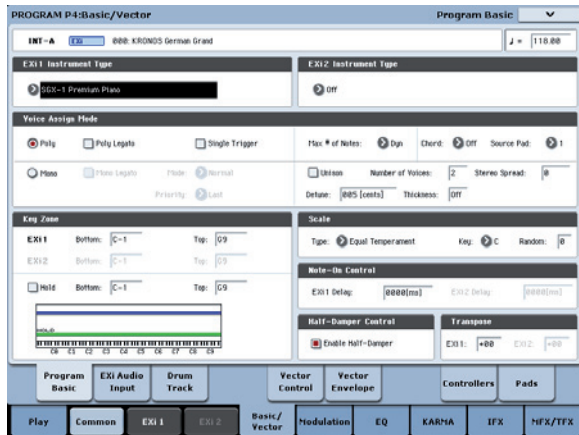 PROGRAM P4:Basic/Vector Program Basic
INT-A EXi 000: KRONOS German Grand ♩ = 118.00
EXi1 Instrument Type EXi2 Instrument Type
SGX-1 Premium Piano Off
Voice Assign Mode
Poly Poly Legato Single Trigger Max # of Notes: Dyn Chord: Off Source Pad: 1
Mono Mono Legato Mode: Normal Unison Number of Voices: 2 Stereo Spread: 0
Priority: Last Detune: 005 [cents] Thickness: Off
Key Zone Scale
EXi1 Bottom: C-1 Top: G9 Type: Equal Temperament Key: C Random: 0
EXi2 Bottom: C-1 Top: G9
Note-On Control
Hold Bottom: C-1 Top: G9 EXi1 Delay: 0000[ms] EXi2 Delay: 0000[ms]
Half-Damper Control Transpose
HOLD Enable Half-Damper EXi1: +00 EXi2: +00
C0 C1 C2 C3 C4 C5 C6 C7 C8 C9
Program Basic EXi Audio Input Drum Track Vector Control Vector Envelope Controllers Pads
Play Common EXi 1 EXi 2 Basic/Vector Modulation EQ KARMA IFX MFX/TFX